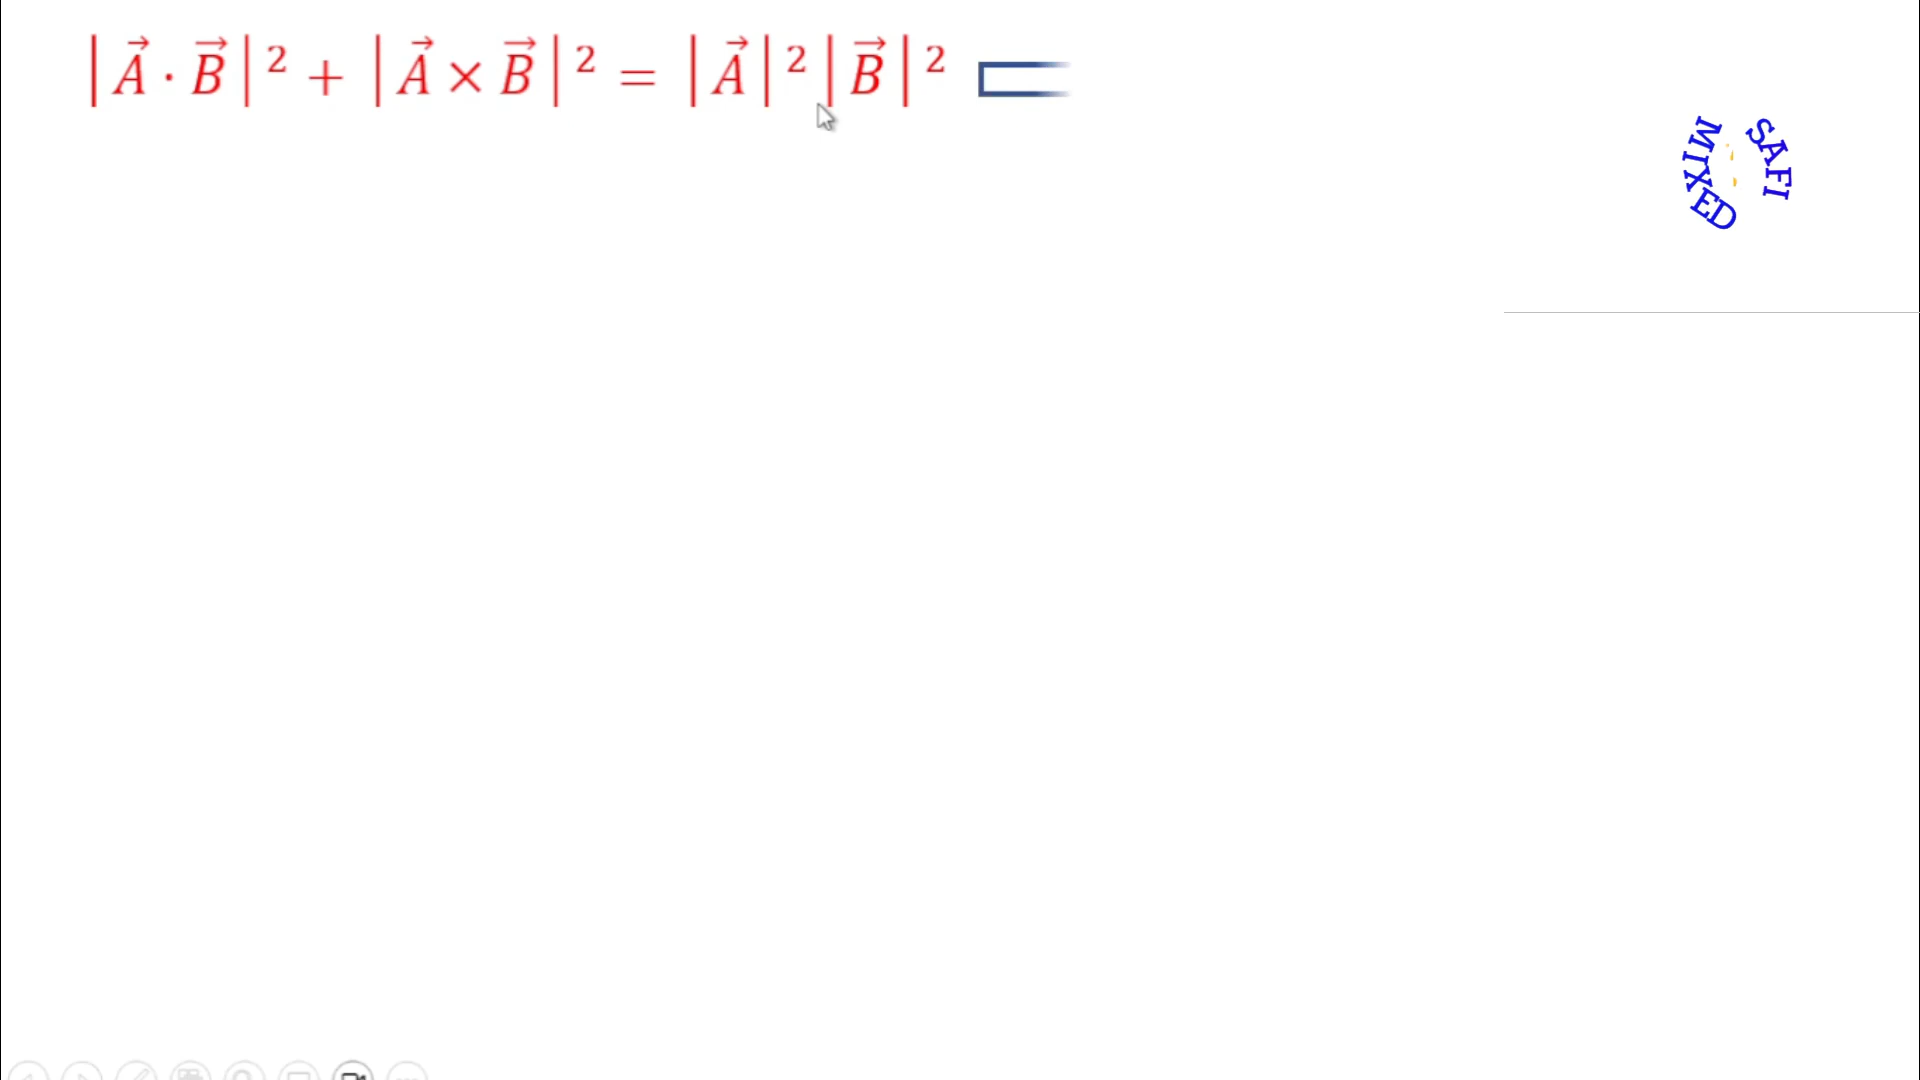 |A⃗ · B⃗|² + |A⃗ × B⃗|² = |A⃗|²|B⃗|²
SAFI
MIXED